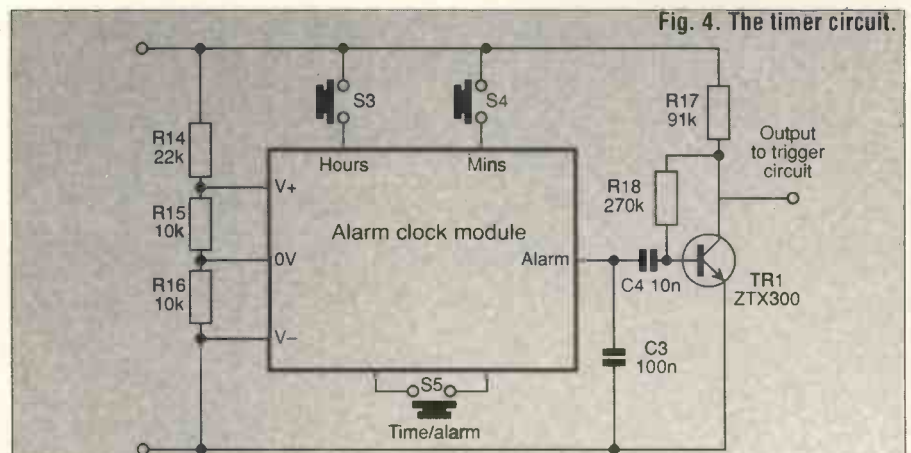 Fig. 4. The timer circuit.
S3
S4
R17
91k
Output
to trigger
circuit
R14
22k
Hours
Mins
V+
R18
270k
R15
10k
Alarm clock module
0V
Alarm
R16
10k
C4 10n
TR1
ZTX300
V−
C3
100n
S5
Time/alarm